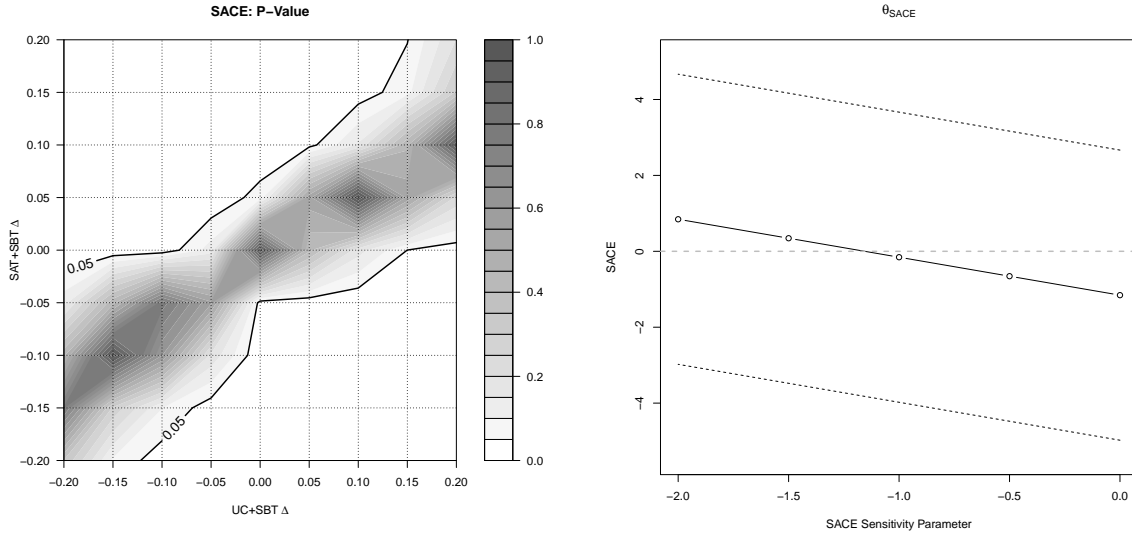 SACE: P−Value
0.20
0.15
0.10
0.05
0.00
−0.05
−0.10
−0.15
−0.20
SAT+SBT Δ
0.05
0.05
−0.20 −0.15 −0.10 −0.05 0.00 0.05 0.10 0.15 0.20
UC+SBT Δ
1.0
0.8
0.6
0.4
0.2
0.0
θSACE
4
2
0
−2
−4
SACE
−2.0 −1.5 −1.0 −0.5 0.0
SACE Sensitivity Parameter